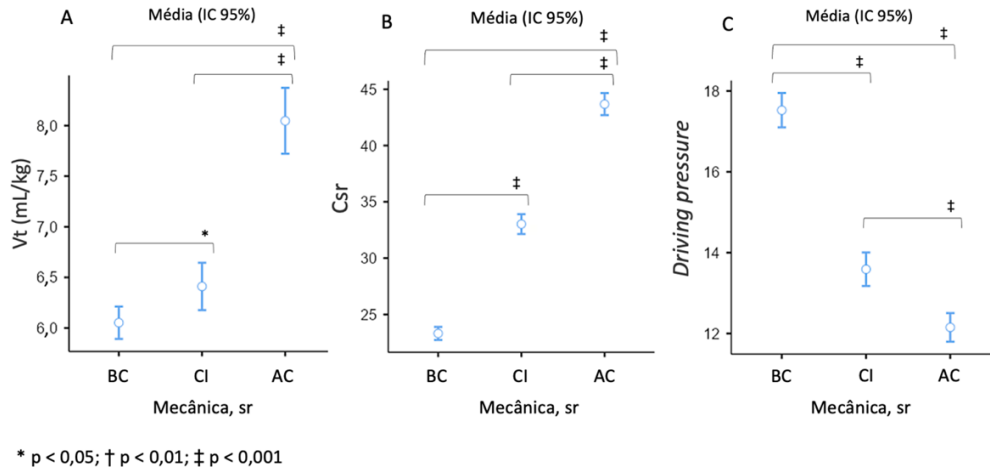 A
Média (IC 95%)
‡
‡
*
Vt (mL/kg)
8,0
7,5
7,0
6,5
6,0
BC CI AC
Mecânica, sr
B
Média (IC 95%)
‡
‡
‡
Csr
45
40
35
30
25
BC CI AC
Mecânica, sr
C
Média (IC 95%)
‡
‡
‡
Driving pressure
18
16
14
12
BC CI AC
Mecânica, sr
* p < 0,05; † p < 0,01; ‡ p < 0,001